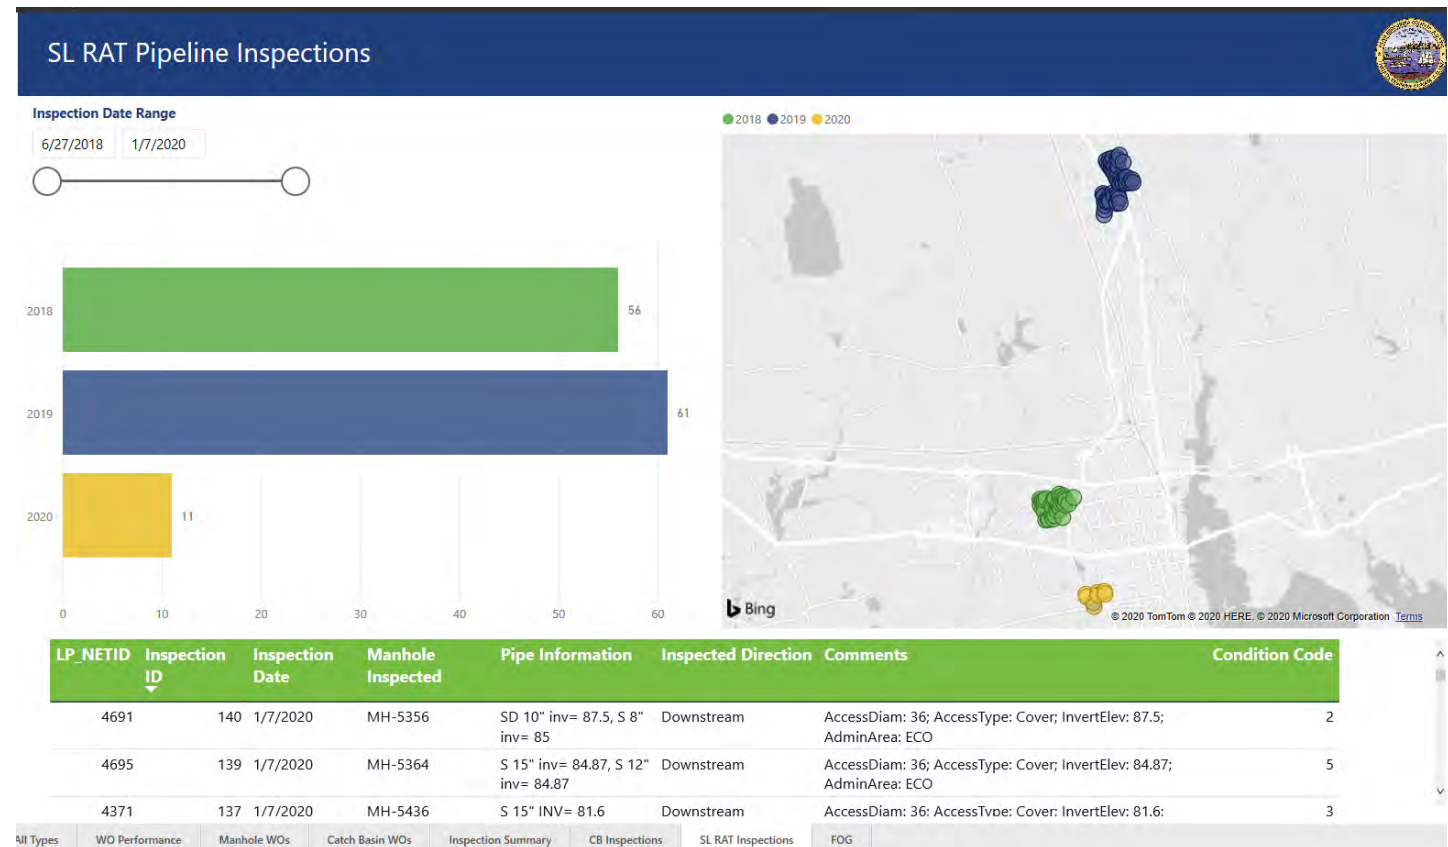 SL RAT Pipeline Inspections
Inspection Date Range
6/27/2018 1/7/2020
2018 2019 2020
2018
56
2019
61
2020
11
0 10 20 30 40 50 60
Bing
© 2020 TomTom © 2020 HERE, © 2020 Microsoft Corporation Terms
LP_NETID Inspection ID Inspection Date Manhole Inspected Pipe Information Inspected Direction Comments Condition Code
4691 140 1/7/2020 MH-5356 SD 10" inv= 87.5, S 8" Downstream AccessDiam: 36; AccessType: Cover; InvertElev: 87.5; 2
inv= 85 AdminArea: ECO
4695 139 1/7/2020 MH-5364 S 15" inv= 84.87, S 12" Downstream AccessDiam: 36; AccessType: Cover; InvertElev: 84.87; 5
inv= 84.87 AdminArea: ECO
4371 137 1/7/2020 MH-5436 S 15" INV= 81.6 Downstream AccessDiam: 36; AccessType: Cover; InvertElev: 81.6; 3
All Types WO Performance Manhole WOs Catch Basin WOs Inspection Summary CB Inspections SL RAT Inspections FOG